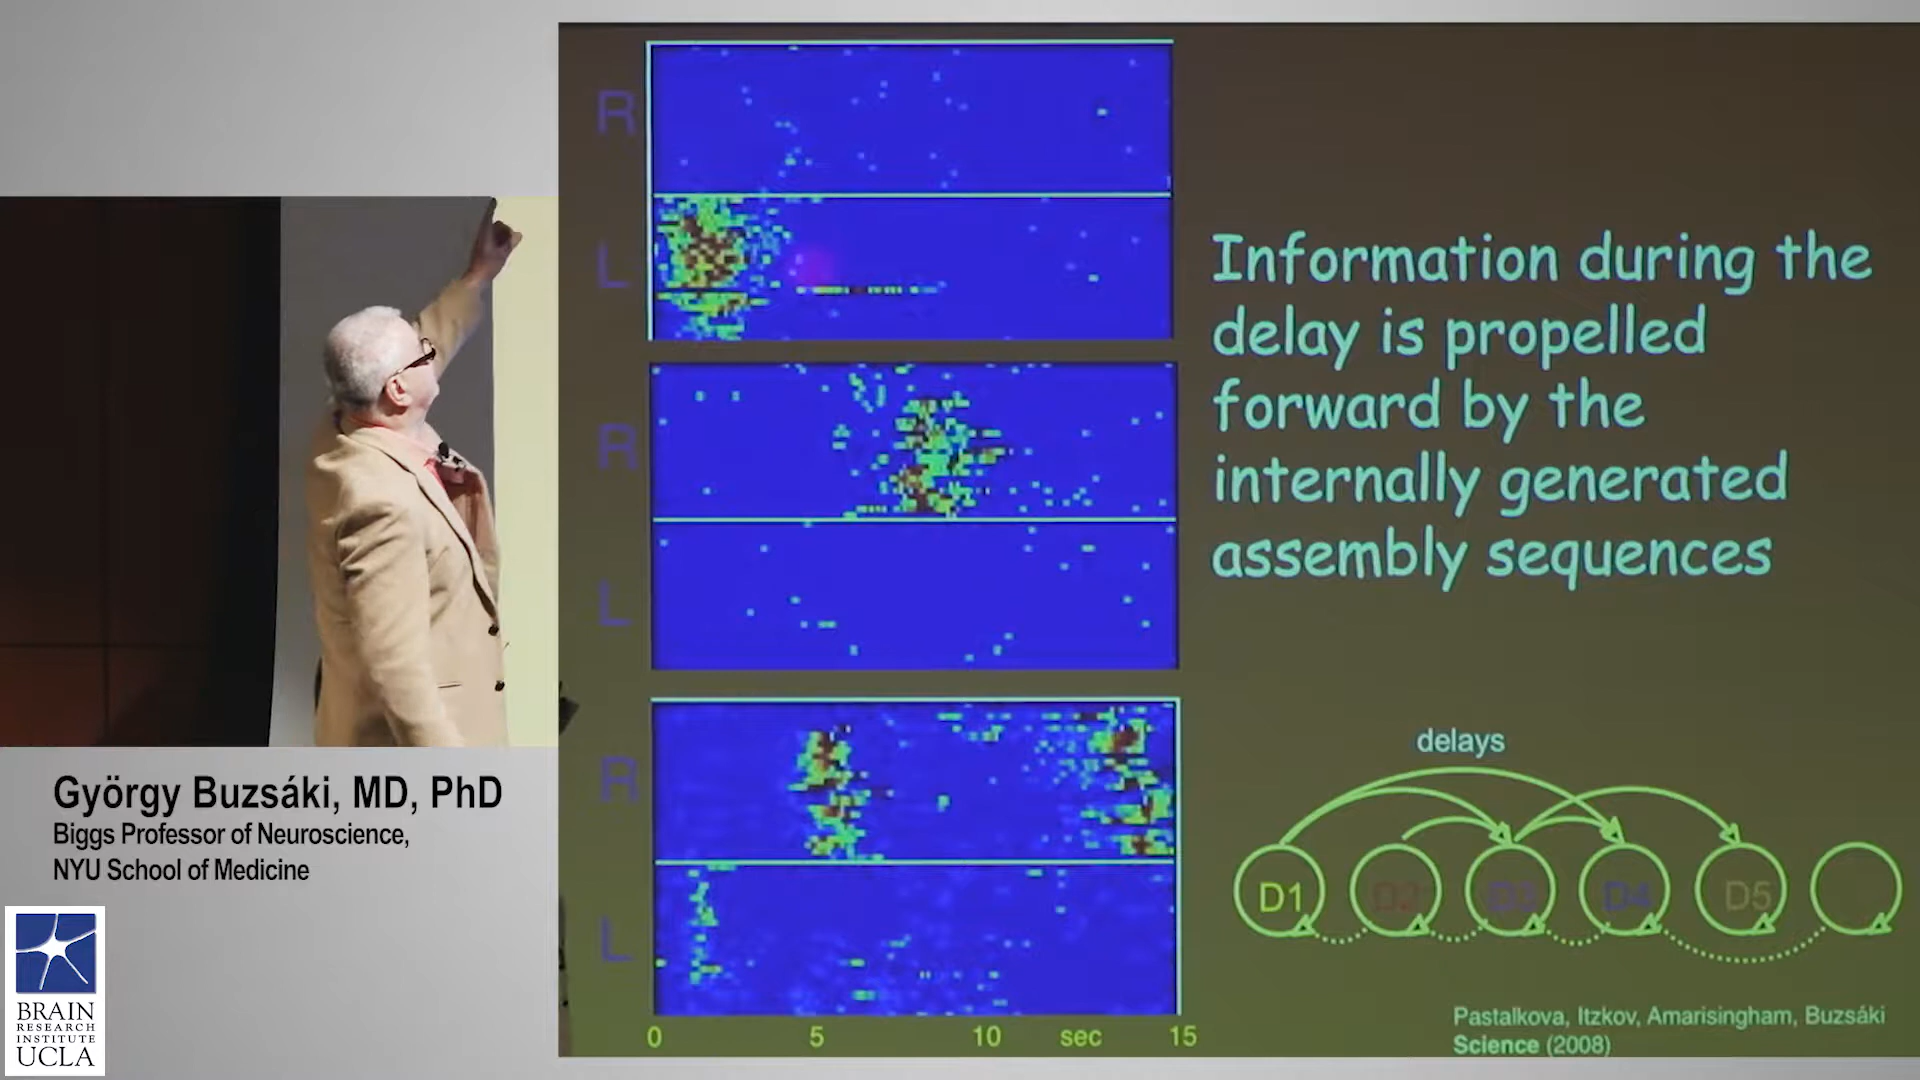 R
L
R
L
R
L
0 5 10 sec 15
Information during the
delay is propelled
forward by the
internally generated
assembly sequences
delays
D1 D2 D3 D4 D5
Pastalkova, Itzkov, Amarisingham, Buzsáki
Science (2008)
György Buzsáki, MD, PhD
Biggs Professor of Neuroscience,
NYU School of Medicine
BRAIN
RESEARCH
INSTITUTE
UCLA